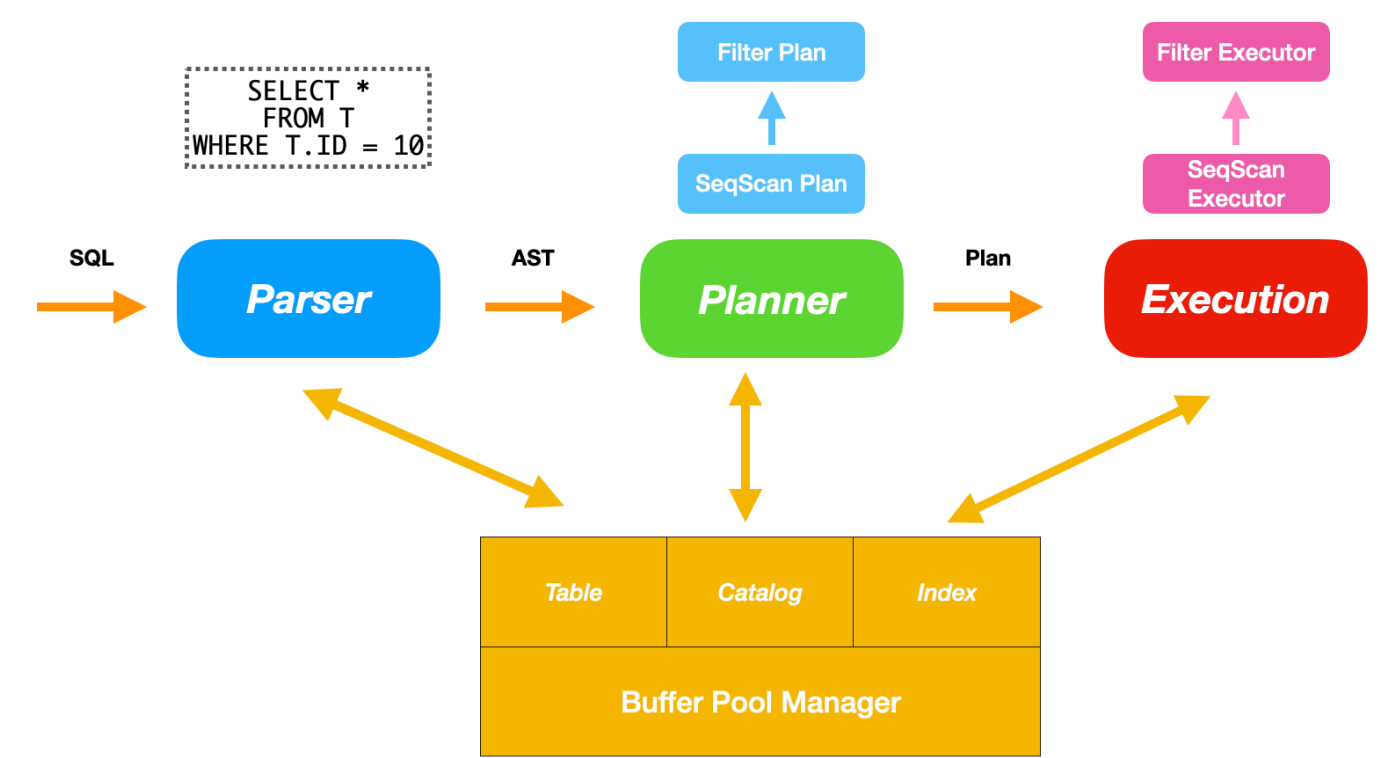 SELECT *
FROM T
WHERE T.ID = 10
Filter Plan
SeqScan Plan
Filter Executor
SeqScan
Executor
SQL
Parser
AST
Planner
Plan
Execution
Table
Catalog
Index
Buffer Pool Manager